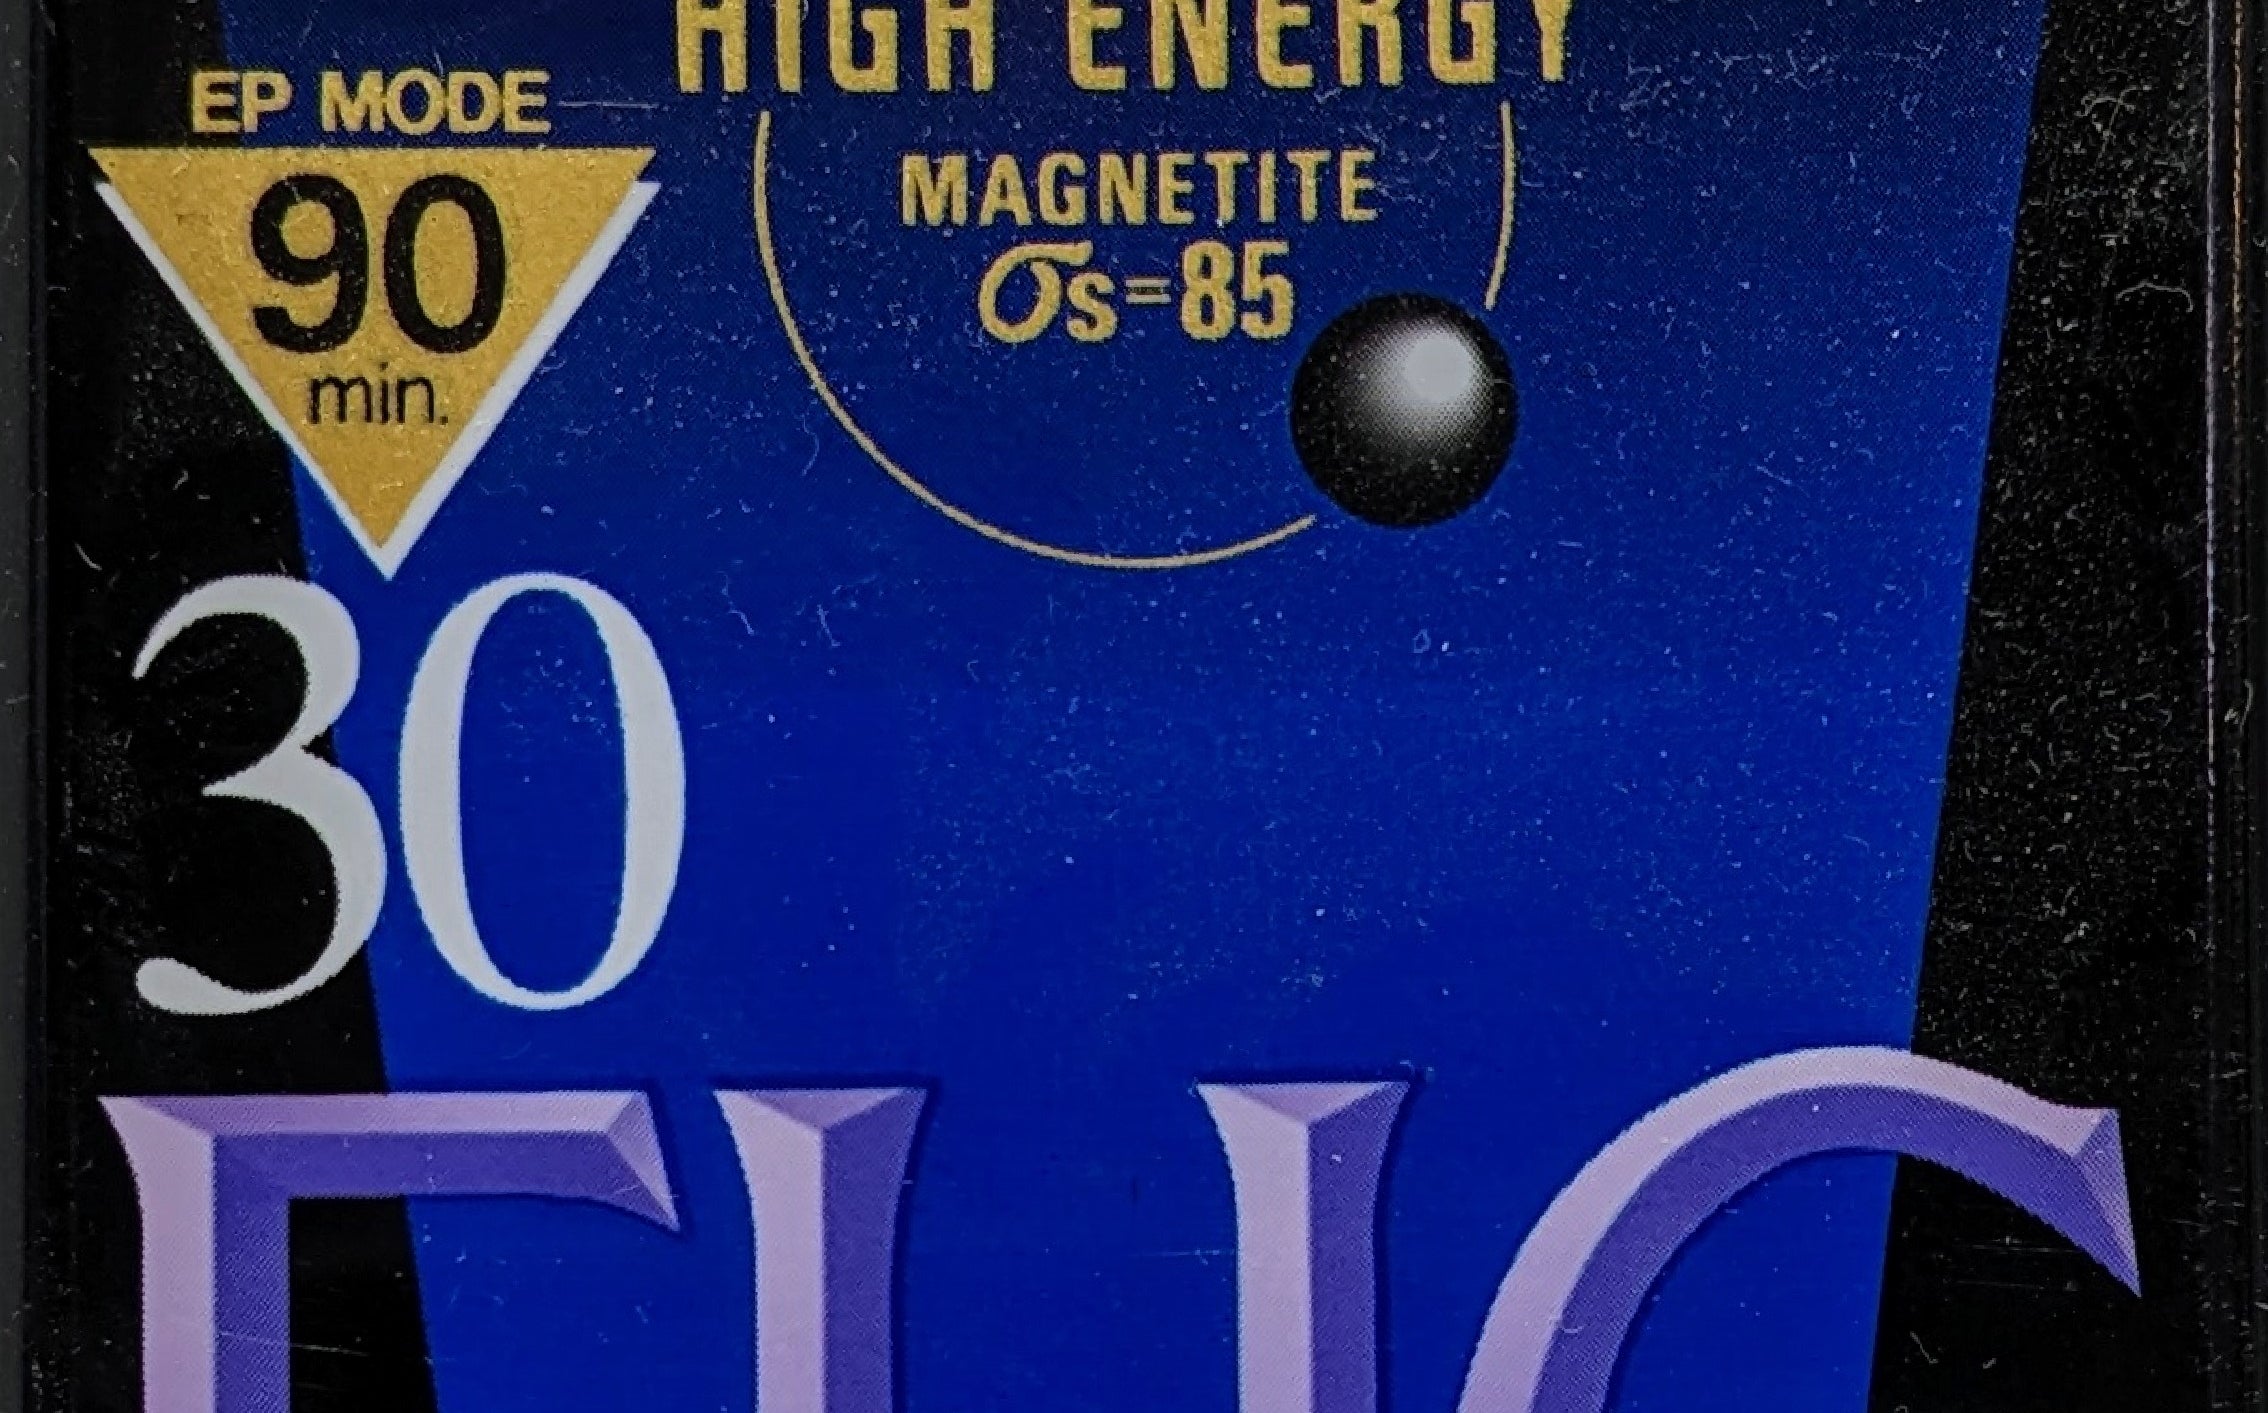 HIGH ENERGY
EP MODE
90
min.
MAGNETITE
σs=85
30